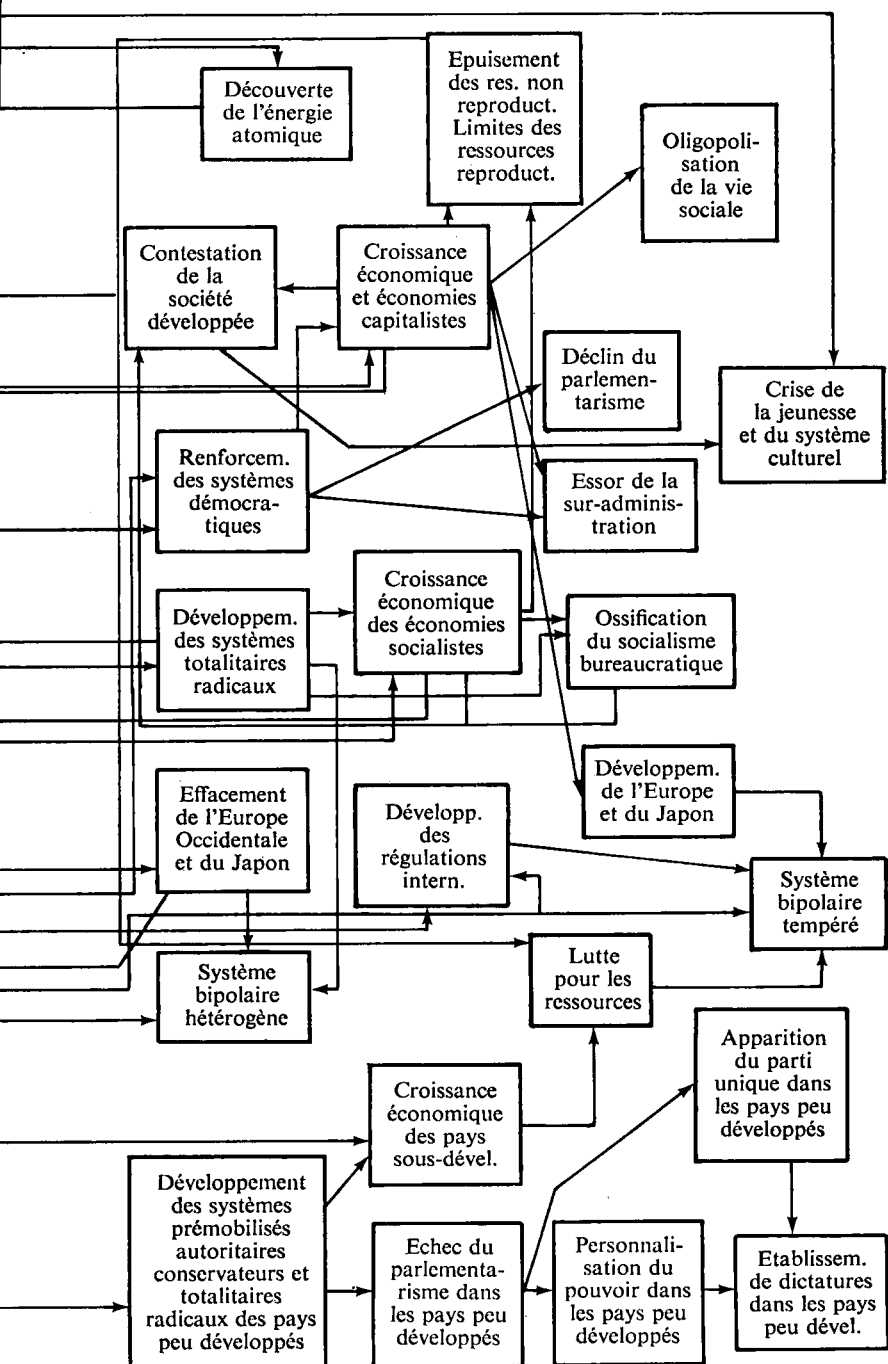 Découverte
de l'énergie
atomique
Epuisement
des res. non
reproduct.
Limites des
ressources
reproduct.
Oligopoli-
sation
de la vie
sociale
Contestation
de la
société
développée
Croissance
économique
et économies
capitalistes
Déclin du
parlemen-
tarisme
Crise de
la jeunesse
et du système
culturel
Renforcem.
des systèmes
démocra-
tiques
Essor de la
sur-adminis-
tration
Développem.
des systèmes
totalitaires
radicaux
Croissance
économique
des économies
socialistes
Ossification
du socialisme
bureaucratique
Effacement
de l'Europe
Occidentale
et du Japon
Développ.
des
régulations
intern.
Développem.
de l'Europe
et du Japon
Système
bipolaire
tempéré
Système
bipolaire
hétérogène
Lutte
pour les
ressources
Apparition
du parti
unique dans
les pays peu
développés
Croissance
économique
des pays
sous-dével.
Développement
des systèmes
prémobilisés
autoritaires
conservateurs et
totalitaires
radicaux des pays
peu développés
Echec du
parlementa-
risme dans
les pays peu
développés
Personnali-
sation du
pouvoir dans
les pays peu
développés
Etablissem.
de dictatures
dans les pays
peu dével.